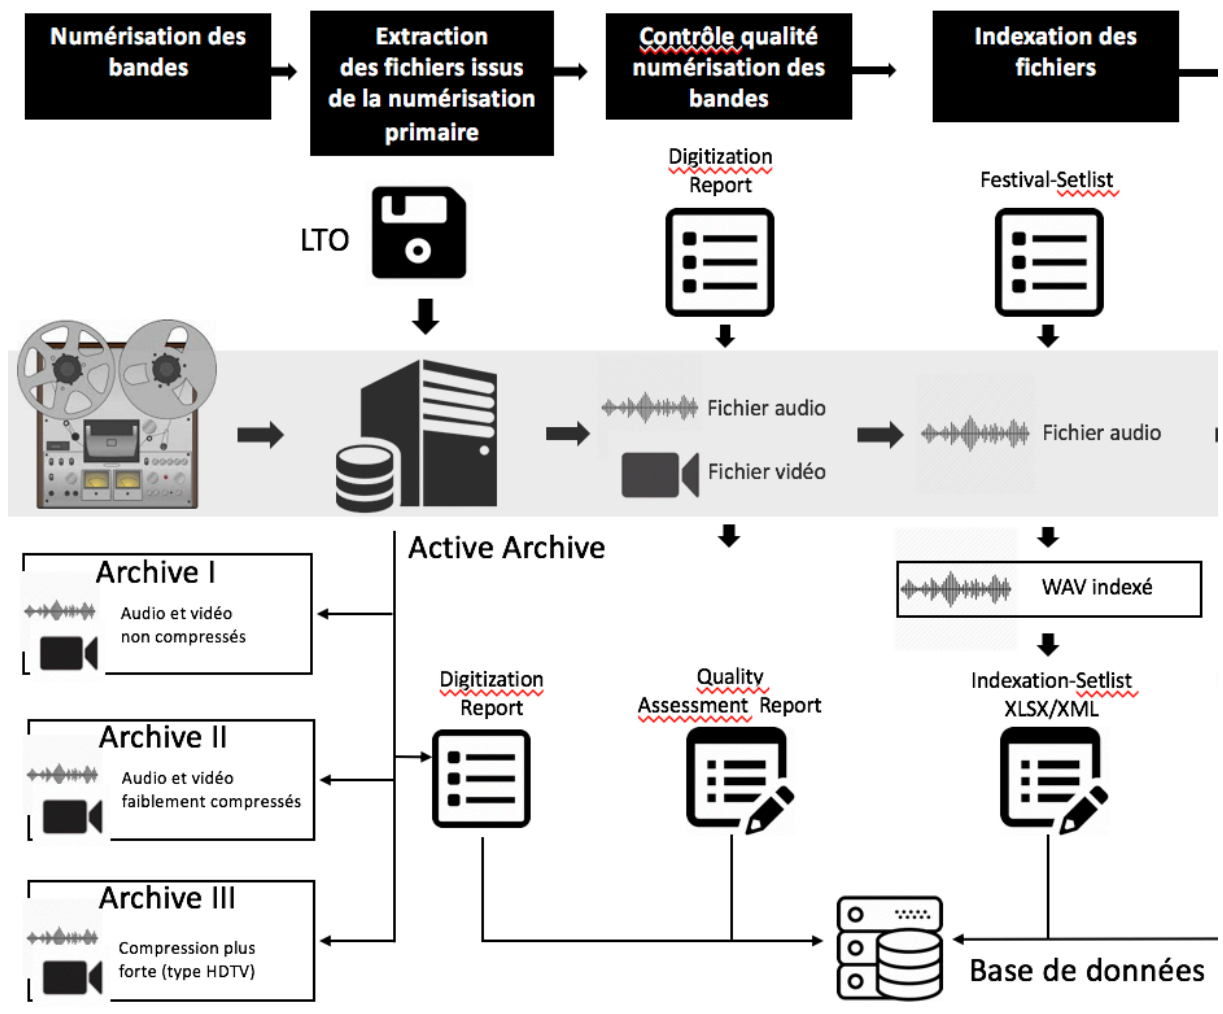 Numérisation des
bandes
Extraction
des fichiers issus
de la numérisation
primaire
Contrôle qualité
numérisation des
bandes
Indexation des
fichiers
LTO
Digitization
Report
Festival-Setlist
Fichier audio
Fichier vidéo
Fichier audio
Active Archive
Archive I
Audio et vidéo
non compressés
Archive II
Audio et vidéo
faiblement compressés
Archive III
Compression plus
forte (type HDTV)
Digitization
Report
Quality
Assessment Report
WAV indexé
Indexation-Setlist
XLSX/XML
Base de données